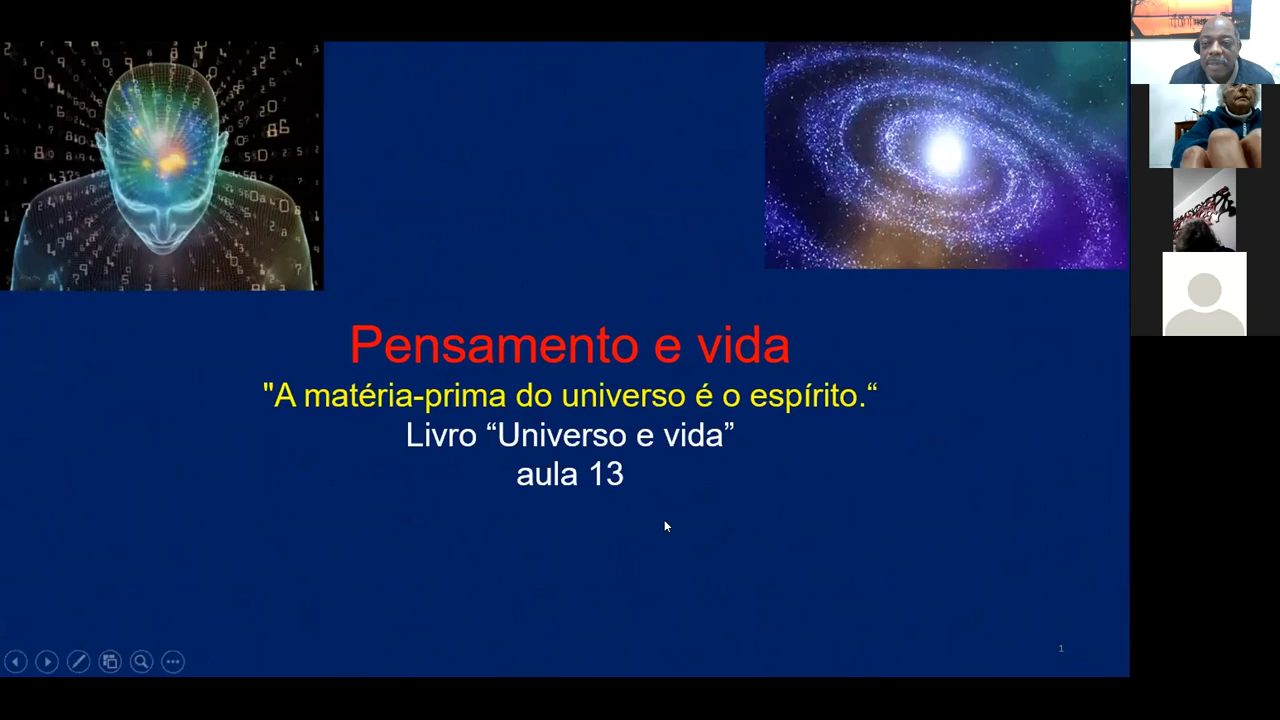 Pensamento e vida
"A matéria-prima do universo é o espírito.“
Livro “Universo e vida”
aula 13
1